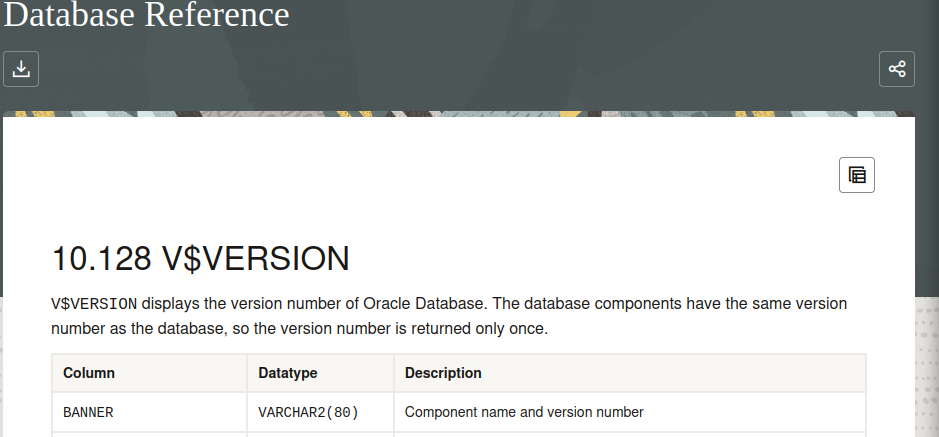 Database Reference
10.128 V$VERSION
V$VERSION displays the version number of Oracle Database. The database components have the same version
number as the database, so the version number is returned only once.
Column Datatype Description
BANNER VARCHAR2(80) Component name and version number